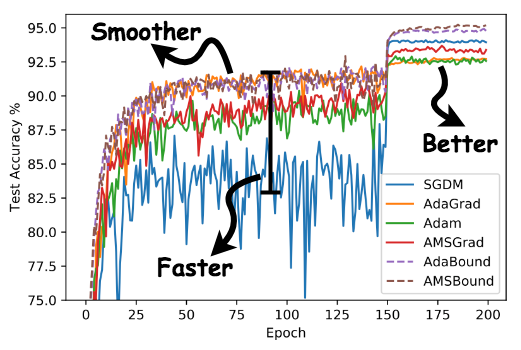 Smoother
Better
Faster
Test Accuracy %
95.0
92.5
90.0
87.5
85.0
82.5
80.0
77.5
75.0
0
25
50
75
100
125
150
175
200
Epoch
SGDM
AdaGrad
Adam
AMSGrad
AdaBound
AMSBound